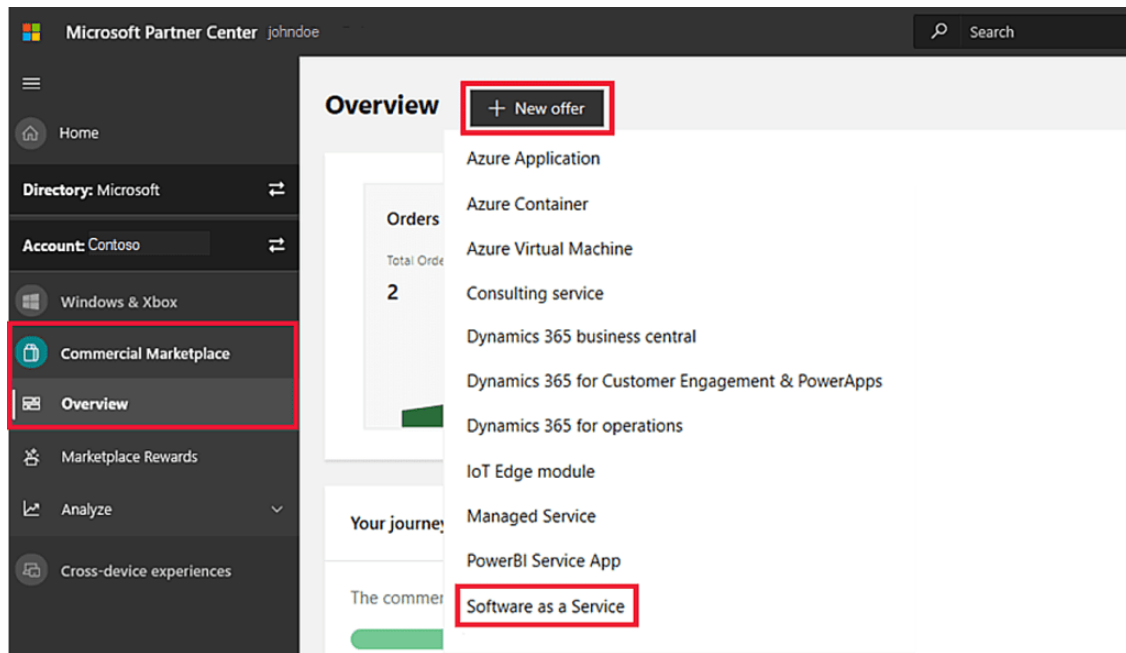 Microsoft Partner Center johndoe
Search
Home
Directory: Microsoft
Account: Contoso
Windows & Xbox
Commercial Marketplace
Overview
Marketplace Rewards
Analyze
Cross-device experiences
Overview
+ New offer
Orders
Total Orde
2
Your journey
The commer
Azure Application
Azure Container
Azure Virtual Machine
Consulting service
Dynamics 365 business central
Dynamics 365 for Customer Engagement & PowerApps
Dynamics 365 for operations
IoT Edge module
Managed Service
PowerBI Service App
Software as a Service